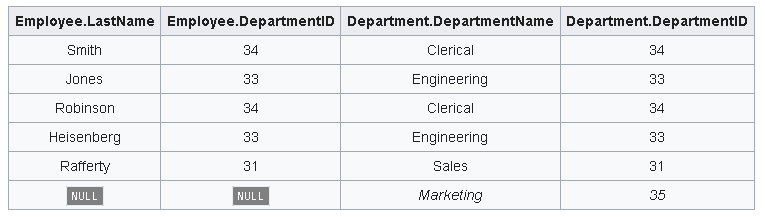 Employee.LastName Employee.DepartmentID Department.DepartmentName Department.DepartmentID
Smith 34 Clerical 34
Jones 33 Engineering 33
Robinson 34 Clerical 34
Heisenberg 33 Engineering 33
Rafferty 31 Sales 31
NULL NULL Marketing 35